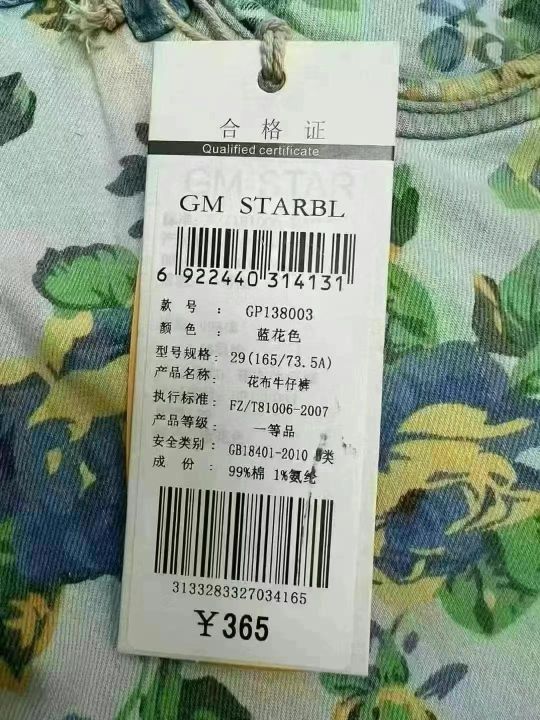 合格证
Qualified certificate
GM STARBL
6 922440 314131
款号 : GP138003
颜色 : 蓝花色
型号规格: 29(165/73.5A)
产品名称: 花布牛仔裤
执行标准: FZ/T81006-2007
产品等级: 一等品
安全类别: GB18401-2010 类
成份: 99%棉 1%氨纶
3133283327034165
¥365